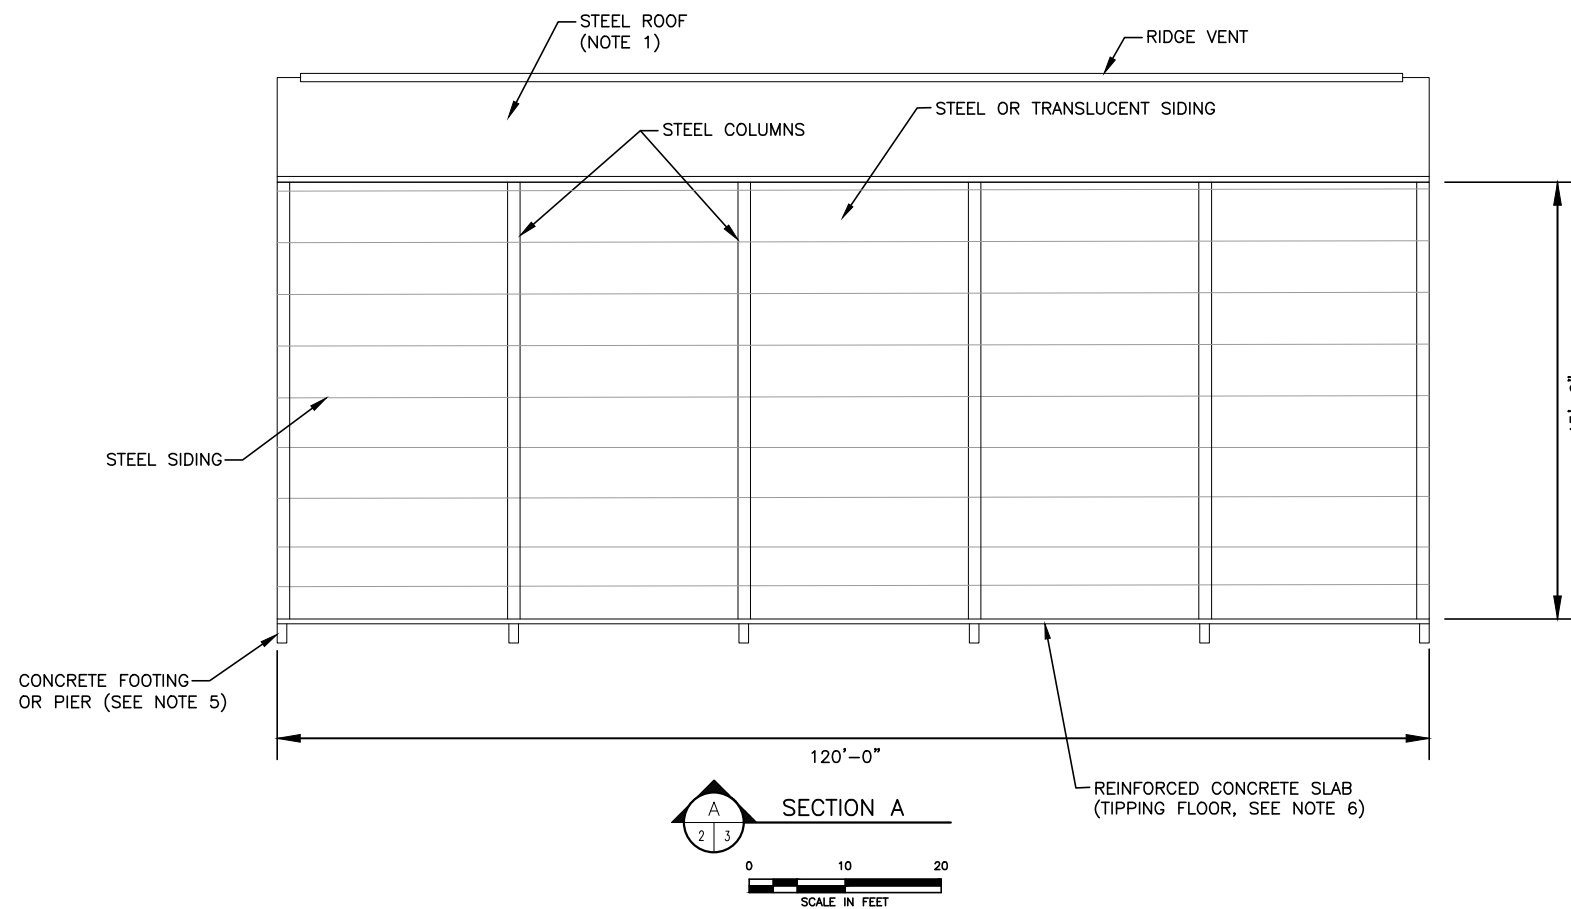 STEEL ROOF
(NOTE 1)
RIDGE VENT
STEEL OR TRANSLUCENT SIDING
STEEL COLUMNS
STEEL SIDING
CONCRETE FOOTING
OR PIER (SEE NOTE 5)
120'-0"
REINFORCED CONCRETE SLAB
(TIPPING FLOOR, SEE NOTE 6)
A
SECTION A
2 3
0 10 20
SCALE IN FEET